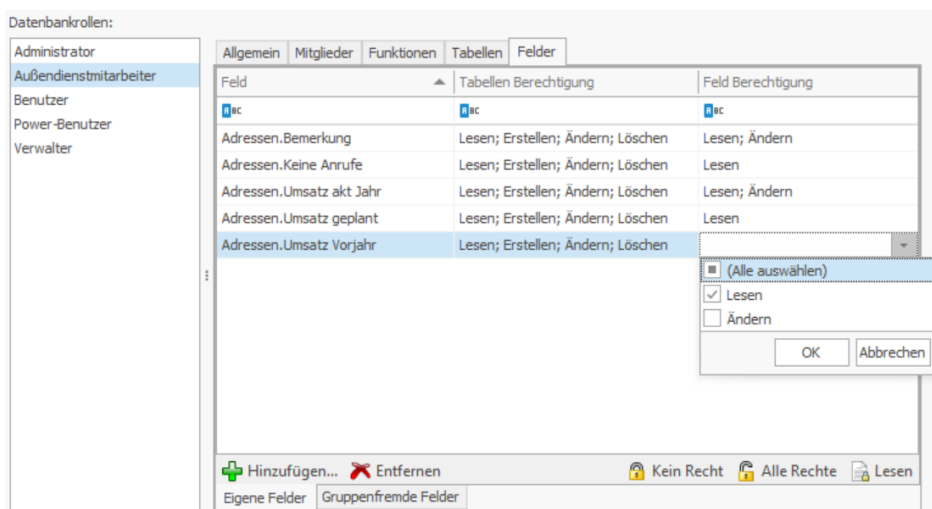 Datenbankrollen:
Administrator
Außendienstmitarbeiter
Benutzer
Power-Benutzer
Verwalter
Allgemein Mitglieder Funktionen Tabellen Felder
Feld Tabellen Berechtigung Feld Berechtigung
RBC RBC RBC
Adressen.Bemerkung Lesen; Erstellen; Ändern; Löschen Lesen; Ändern
Adressen.Keine Anrufe Lesen; Erstellen; Ändern; Löschen Lesen
Adressen.Umsatz akt Jahr Lesen; Erstellen; Ändern; Löschen Lesen; Ändern
Adressen.Umsatz geplant Lesen; Erstellen; Ändern; Löschen Lesen
Adressen.Umsatz Vorjahr Lesen; Erstellen; Ändern; Löschen
(Alle auswählen)
Lesen
Ändern
OK Abbrechen
Hinzufügen... Entfernen Kein Recht Alle Rechte Lesen
Eigene Felder Gruppenfremde Felder